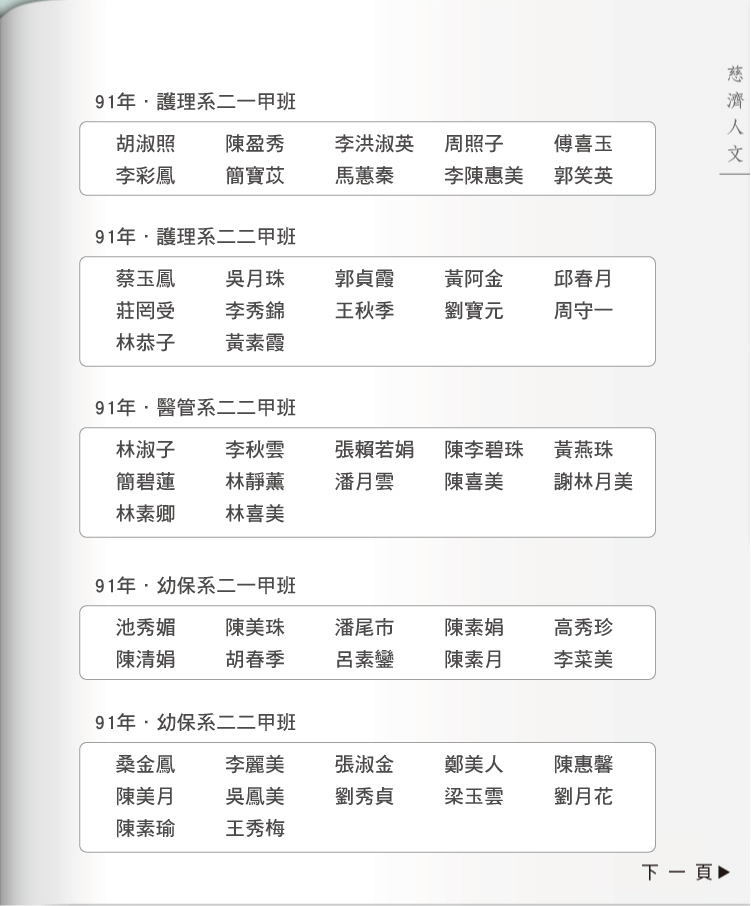 慈濟人文
91年·護理系二一甲班
胡淑照 陳盈秀 李洪淑英 周照子 傅喜玉
李彩鳳 簡寶苡 馬蕙秦 李陳惠美 郭笑英
91年·護理系二二甲班
蔡玉鳳 吳月珠 郭貞霞 黃阿金 邱春月
莊罔受 李秀錦 王秋季 劉寶元 周守一
林恭子 黃素霞
91年·醫管系二二甲班
林淑子 李秋雲 張賴若娟 陳李碧珠 黃燕珠
簡碧蓮 林靜薰 潘月雲 陳喜美 謝林月美
林素卿 林喜美
91年·幼保系二一甲班
池秀媚 陳美珠 潘尾市 陳素娟 高秀珍
陳清娟 胡春季 呂素鑾 陳素月 李菜美
91年·幼保系二二甲班
桑金鳳 李麗美 張淑金 鄭美人 陳惠馨
陳美月 吳鳳美 劉秀貞 梁玉雲 劉月花
陳素瑜 王秀梅
下一頁▶